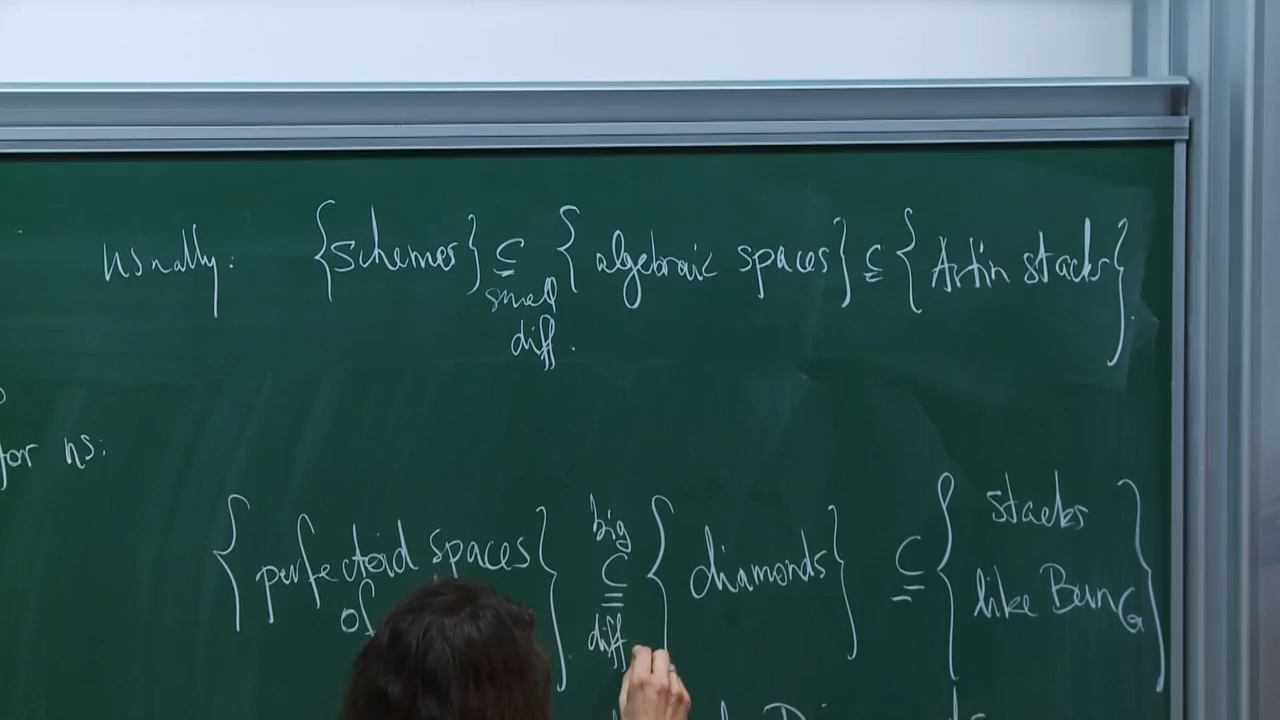 usually: {schemes} ⊆ {algebraic spaces} ⊆ {Artin stacks}.
small
diff.
for us:
{perfectoid spaces of} big ⊆ diff {diamonds} ⊆ {stacks like Bun_G}